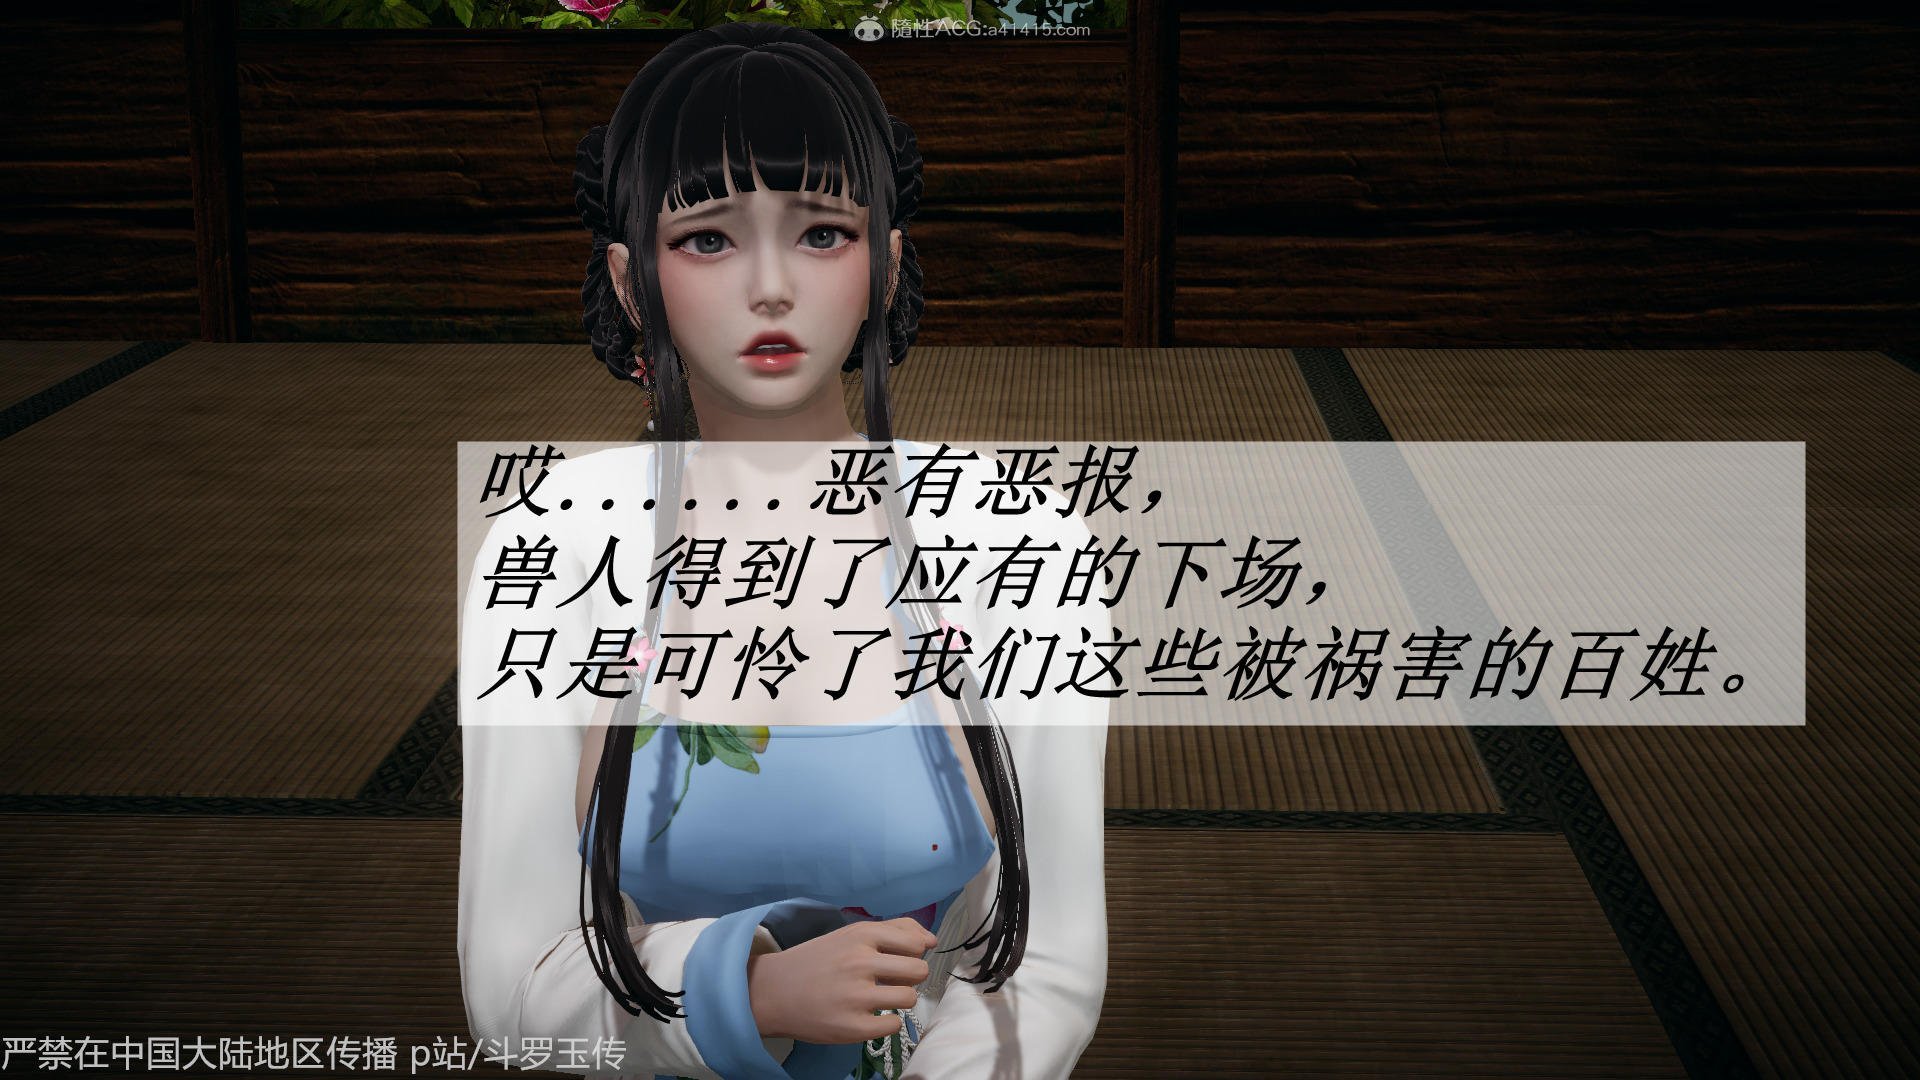 隨性ACG:a41415.com
哎......恶有恶报，
兽人得到了应有的下场，
只是可怜了我们这些被祸害的百姓。
严禁在中国大陆地区传播 p站/斗罗玉传